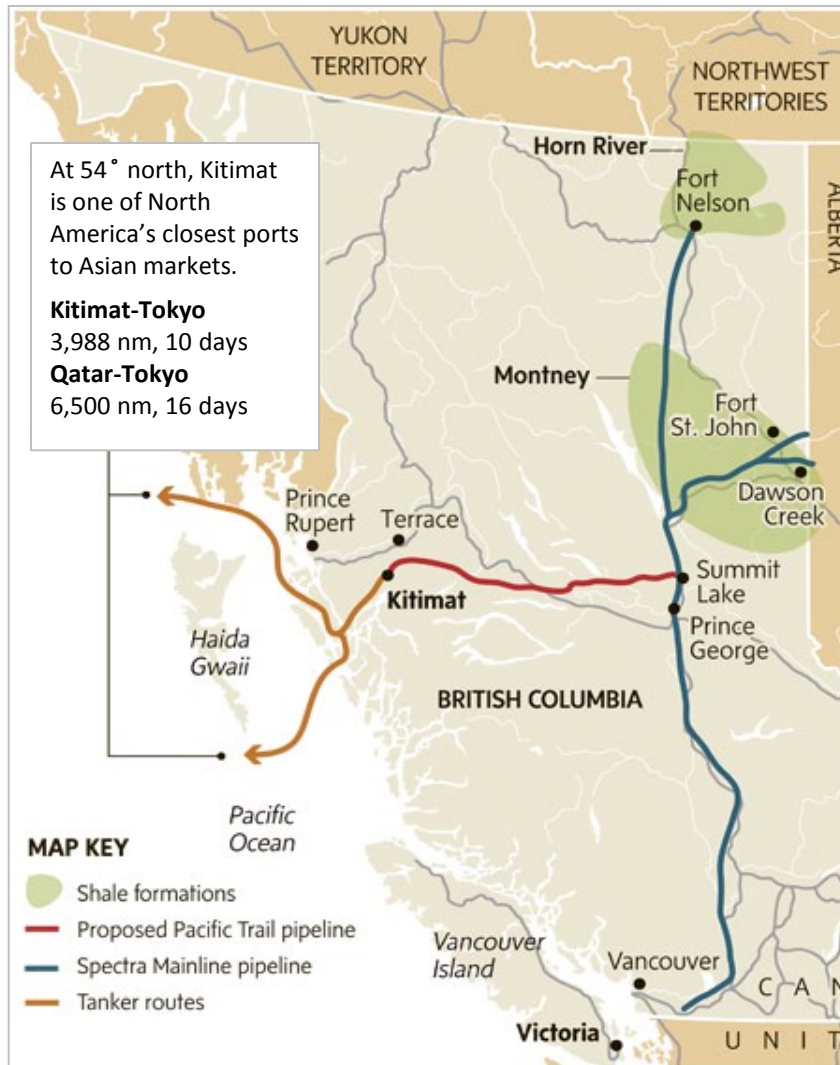 YUKON
TERRITORY
NORTHWEST
TERRITORIES
Horn River
Fort
Nelson
ALBERTA
At 54˚ north, Kitimat
is one of North
America’s closest ports
to Asian markets.
Kitimat-Tokyo
3,988 nm, 10 days
Qatar-Tokyo
6,500 nm, 16 days
Montney
Fort
St. John
Dawson
Creek
Prince
Rupert
Terrace
Kitimat
Summit
Lake
Prince
George
Haida
Gwaii
BRITISH COLUMBIA
Pacific
Ocean
MAP KEY
Shale formations
Proposed Pacific Trail pipeline
Spectra Mainline pipeline
Tanker routes
Vancouver
Island
Vancouver
C A N
Victoria
U N I T